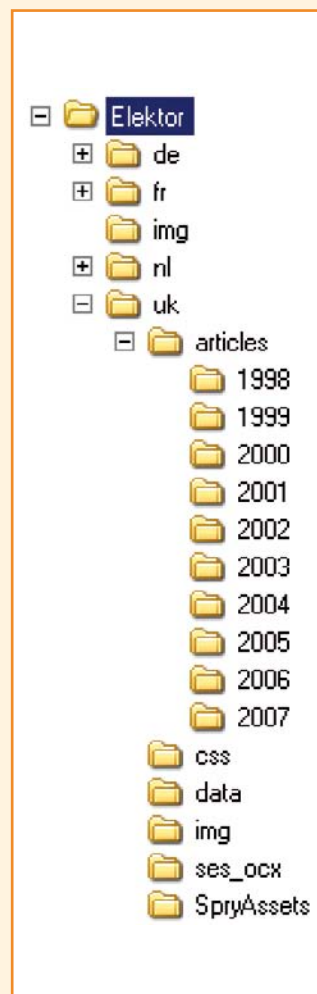 Elektor
de
fr
img
nl
uk
articles
1998
1999
2000
2001
2002
2003
2004
2005
2006
2007
css
data
img
ses_ocx
SpryAssets